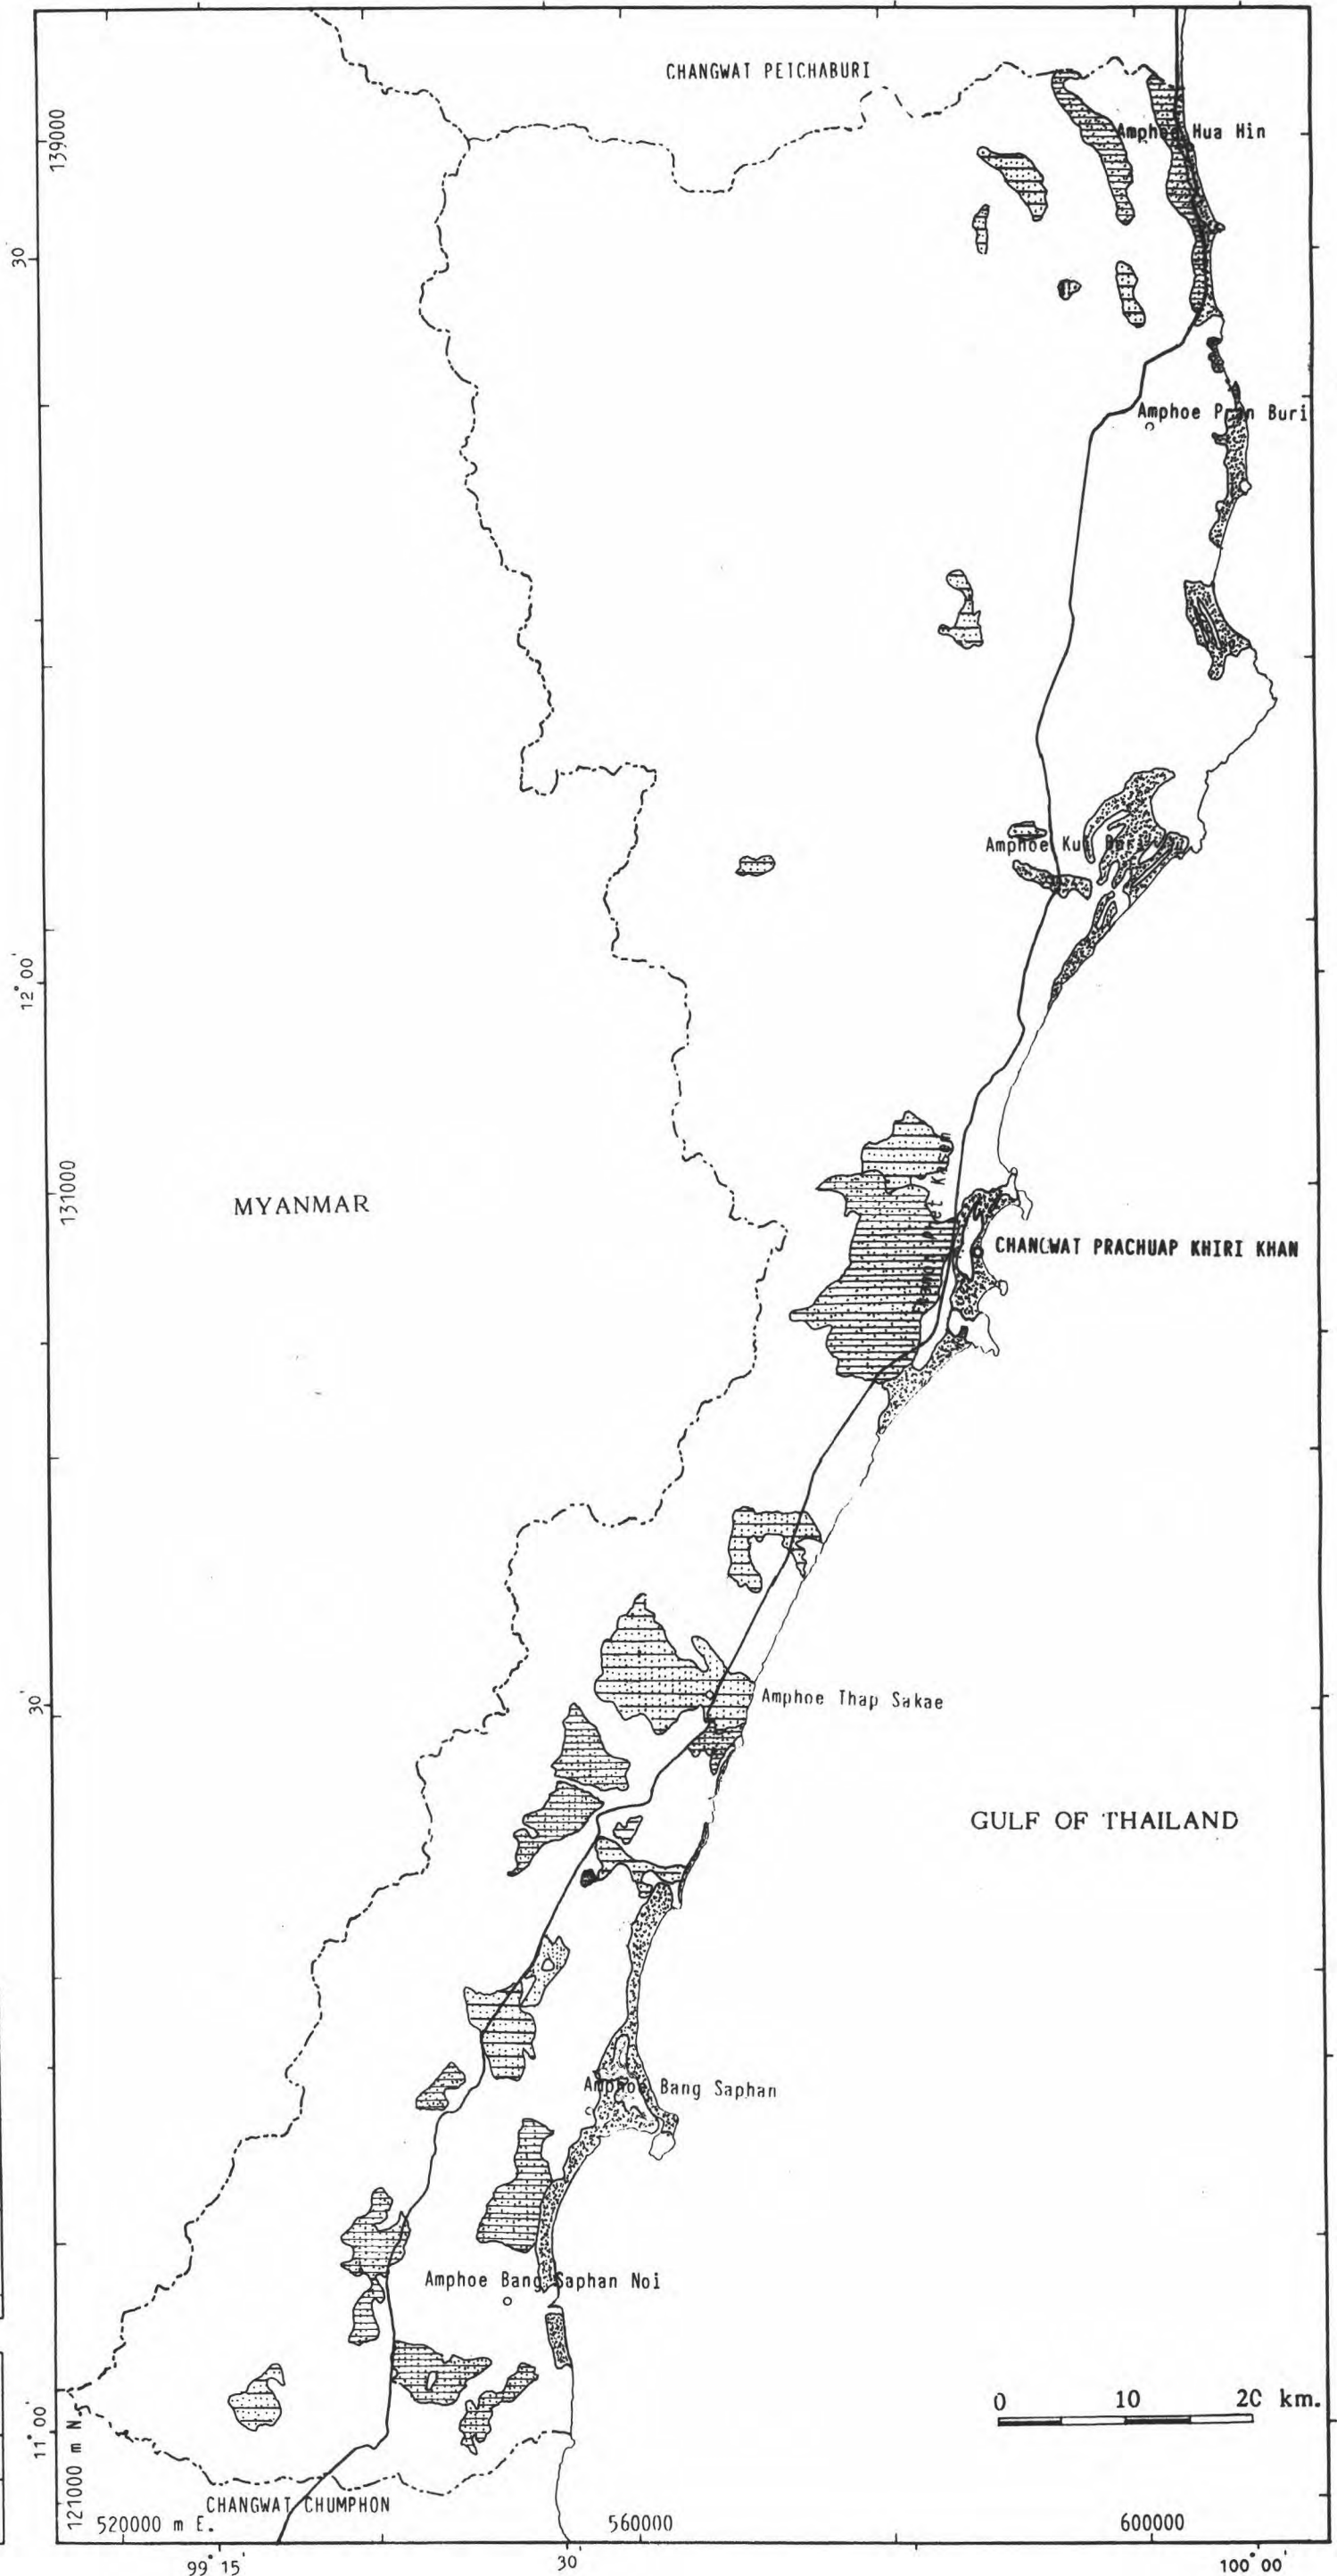 CHANGWAT PETCHABURI
139000
Amphoe Hua Hin
30'
Amphoe Pran Buri
Amphoe Kui Buri
12°00'
131000
MYANMAR
CHANGWAT PRACHUAP KHIRI KHAN
30'
Amphoe Thap Sakae
GULF OF THAILAND
Amphoe Bang Saphan
Amphoe Bang Saphan Noi
0 10 20 km.
11°00'
121000 m N.
CHANGWAT CHUMPHON
520000 m E.
560000
600000
99°15'
30'
100°00'